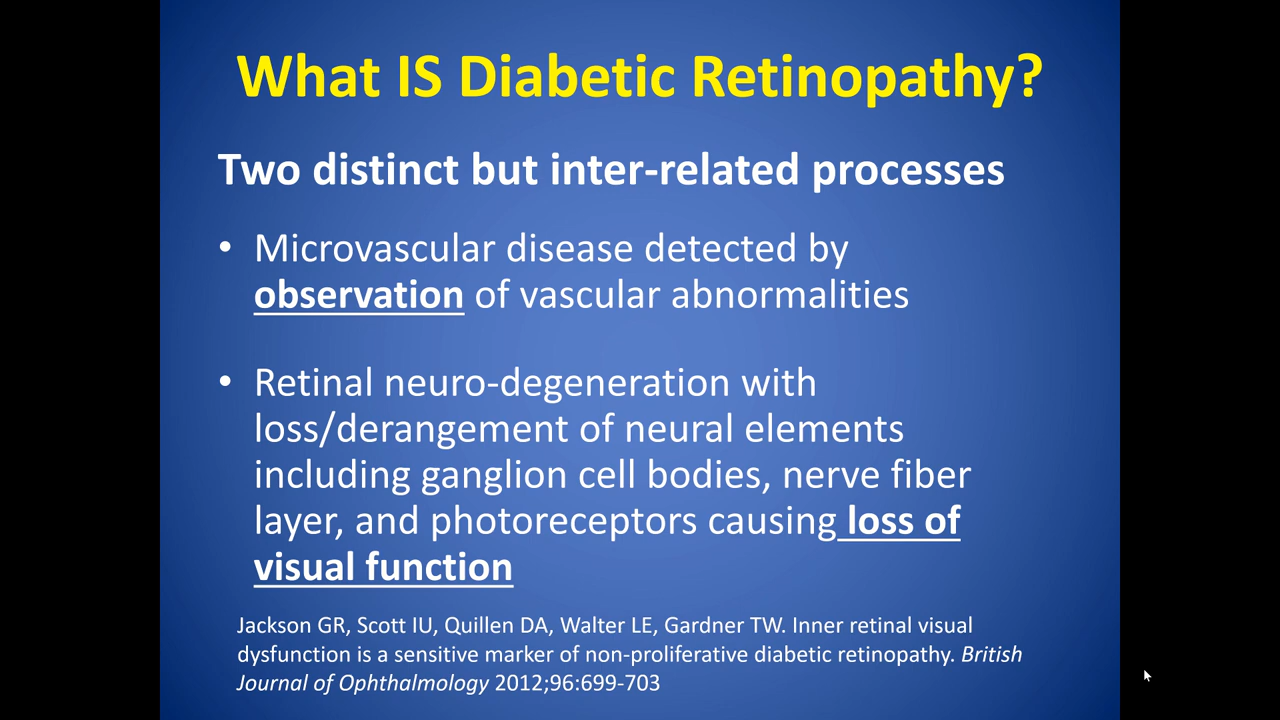 What IS Diabetic Retinopathy?
Two distinct but inter-related processes
• Microvascular disease detected by
observation of vascular abnormalities
• Retinal neuro-degeneration with
loss/derangement of neural elements
including ganglion cell bodies, nerve fiber
layer, and photoreceptors causing loss of
visual function
Jackson GR, Scott IU, Quillen DA, Walter LE, Gardner TW. Inner retinal visual
dysfunction is a sensitive marker of non-proliferative diabetic retinopathy. British
Journal of Ophthalmology 2012;96:699-703